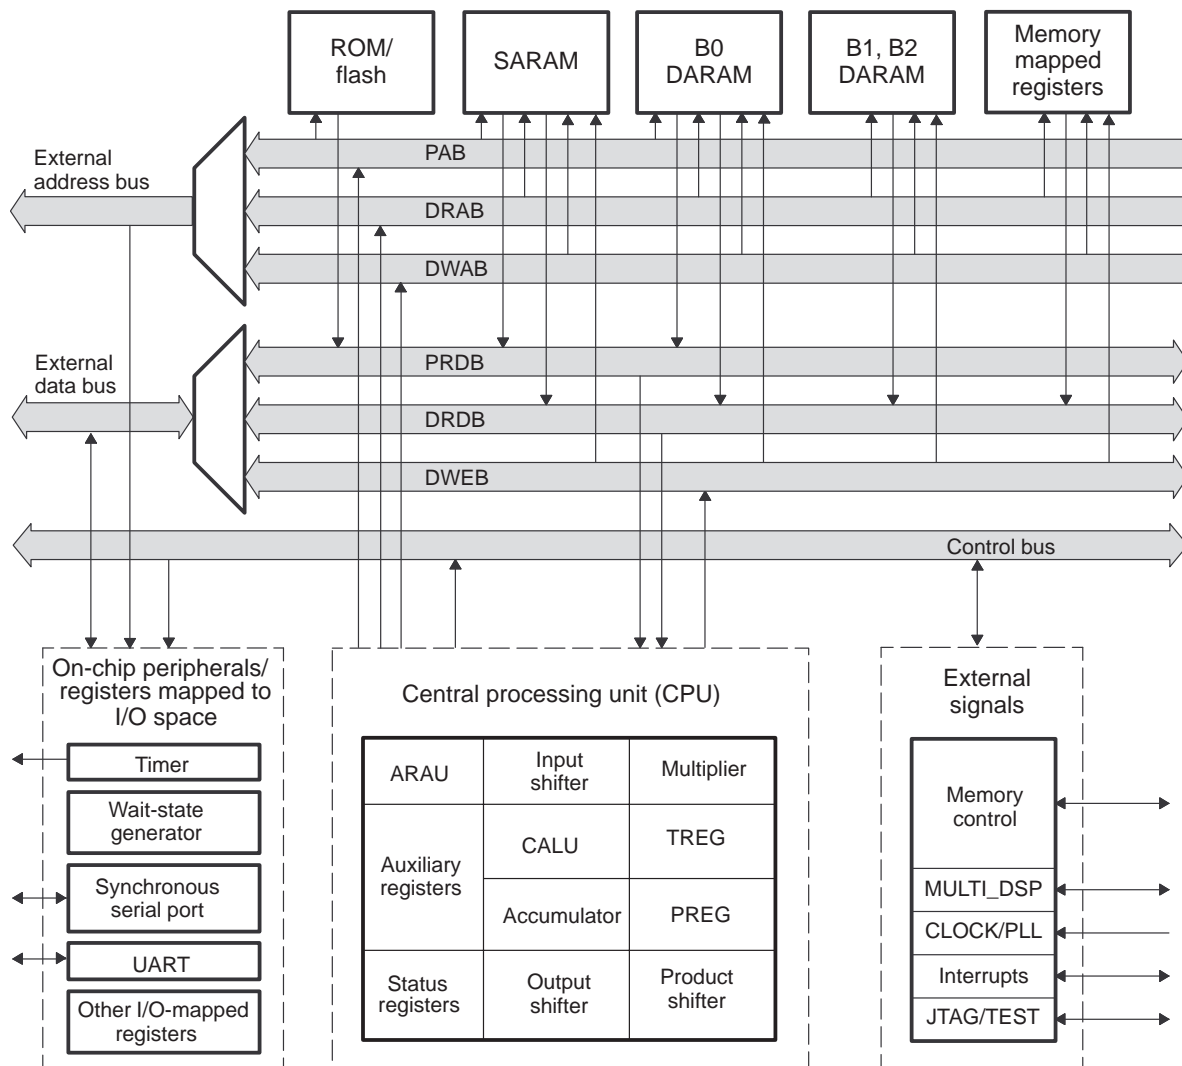 ROM/
flash
SARAM
B0
DARAM
B1, B2
DARAM
Memory
mapped
registers
External
address bus
PAB
DRAB
DWAB
External
data bus
PRDB
DRDB
DWEB
Control bus
On-chip peripherals/
registers mapped to
I/O space
Timer
Wait-state
generator
Synchronous
serial port
UART
Other I/O-mapped
registers
Central processing unit (CPU)
ARAU
Input
shifter
Multiplier
Auxiliary
registers
CALU
TREG
Accumulator
PREG
Status
registers
Output
shifter
Product
shifter
External
signals
Memory
control
MULTI_DSP
CLOCK/PLL
Interrupts
JTAG/TEST